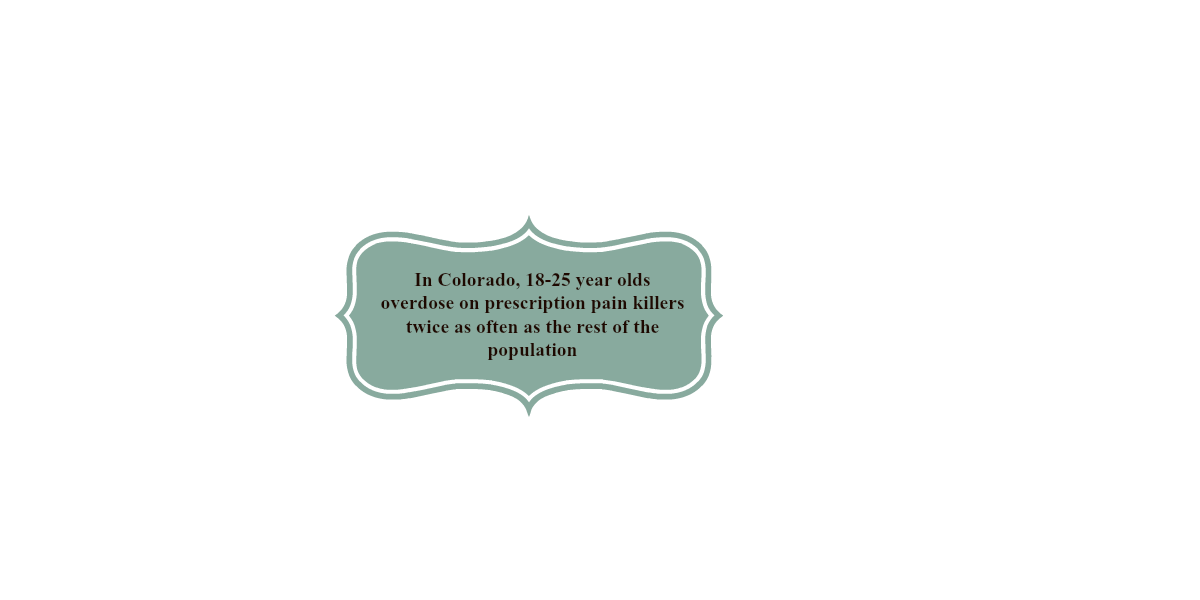 In Colorado, 18-25 year olds
overdose on prescription pain killers
twice as often as the rest of the
population